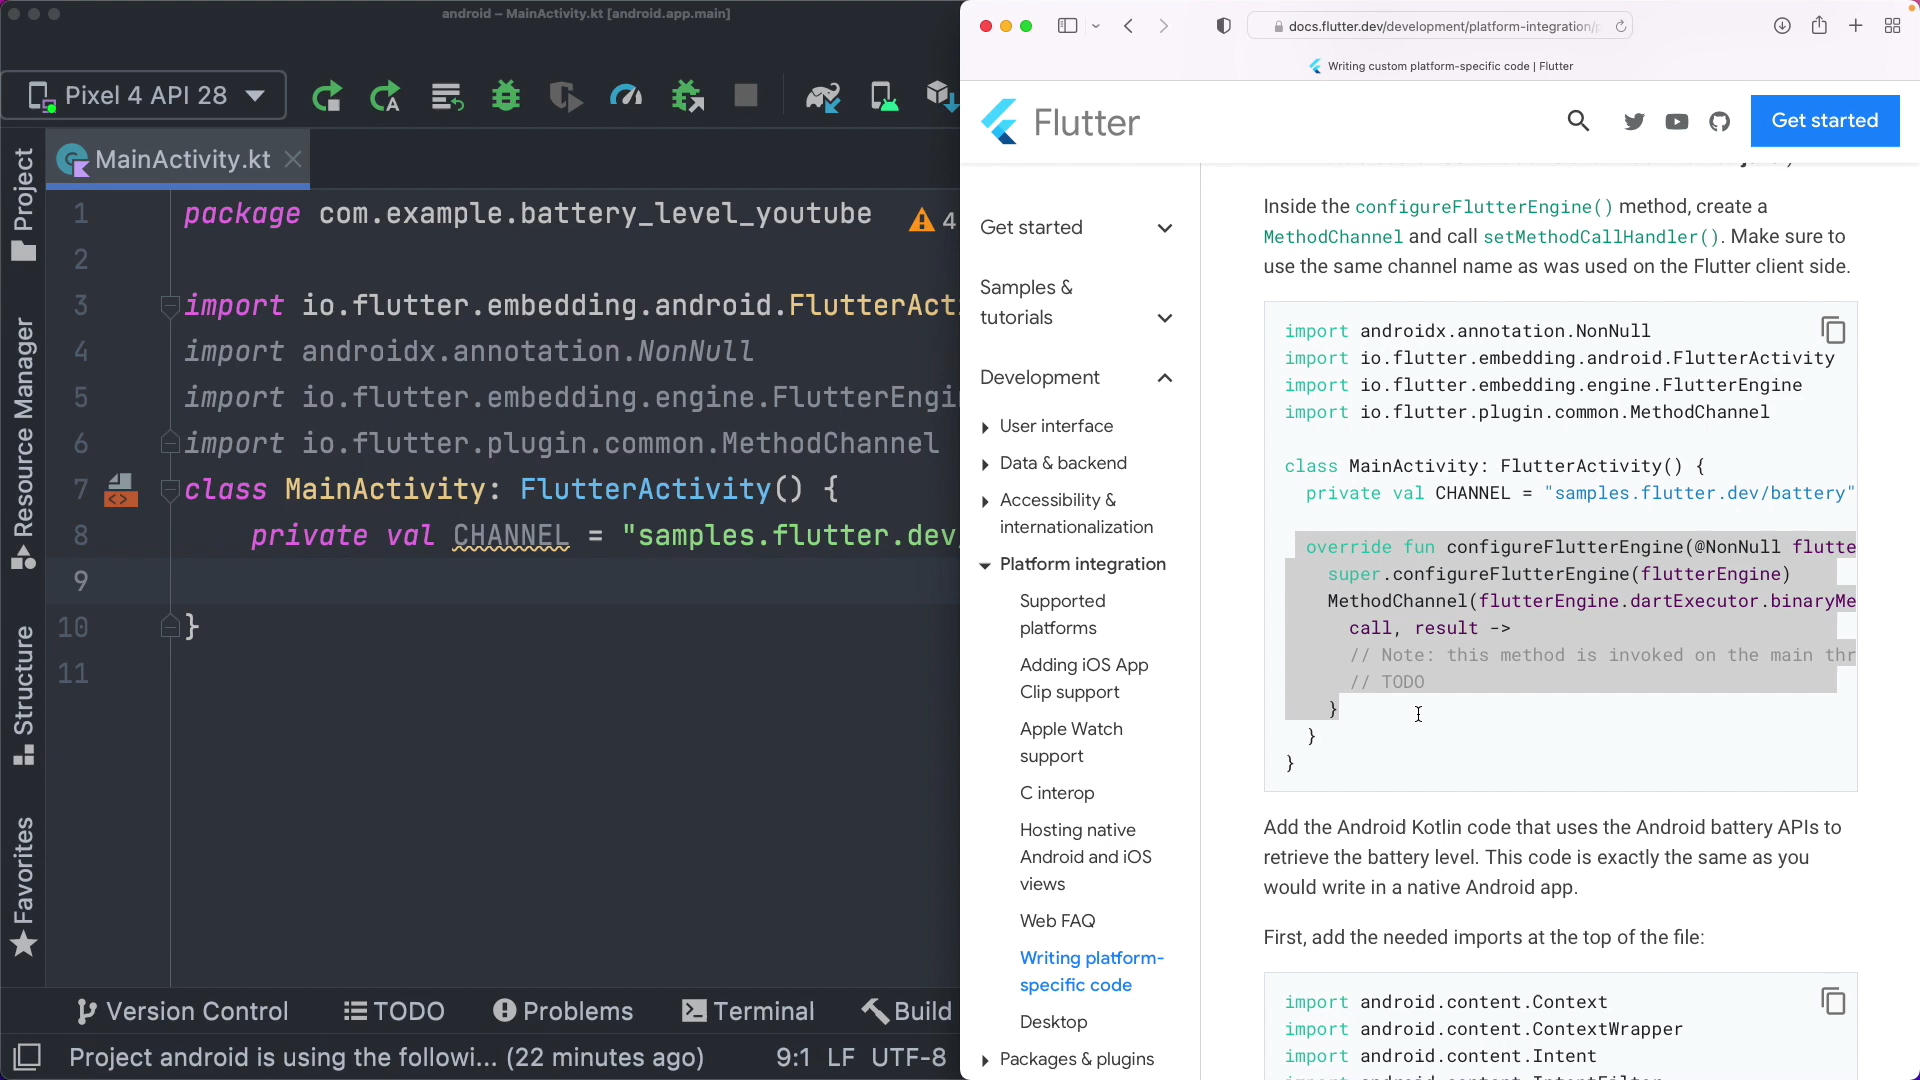 android – MainActivity.kt [android.app.main]
Pixel 4 API 28
MainActivity.kt
Project
Resource Manager
Structure
Favorites
1 package com.example.battery_level_youtube 4
2
3 import io.flutter.embedding.android.FlutterActi
4 import androidx.annotation.NonNull
5 import io.flutter.embedding.engine.FlutterEngi
6 import io.flutter.plugin.common.MethodChannel
7 class MainActivity: FlutterActivity() {
8 private val CHANNEL = "samples.flutter.dev/
9
10 }
11
Version Control TODO Problems Terminal Build
Project android is using the followi... (22 minutes ago) 9:1 LF UTF-8
docs.flutter.dev/development/platform-integration/p
Writing custom platform-specific code | Flutter
Flutter
Get started
Get started
Samples &
tutorials
Development
User interface
Data & backend
Accessibility &
internationalization
Platform integration
Supported
platforms
Adding iOS App
Clip support
Apple Watch
support
C interop
Hosting native
Android and iOS
views
Web FAQ
Writing platform-
specific code
Desktop
Packages & plugins
Inside the configureFlutterEngine() method, create a
MethodChannel and call setMethodCallHandler(). Make sure to
use the same channel name as was used on the Flutter client side.
import androidx.annotation.NonNull
import io.flutter.embedding.android.FlutterActivity
import io.flutter.embedding.engine.FlutterEngine
import io.flutter.plugin.common.MethodChannel
class MainActivity: FlutterActivity() {
private val CHANNEL = "samples.flutter.dev/battery"
override fun configureFlutterEngine(@NonNull flutte
super.configureFlutterEngine(flutterEngine)
MethodChannel(flutterEngine.dartExecutor.binaryMe
call, result ->
// Note: this method is invoked on the main thr
// TODO
}
}
}
Add the Android Kotlin code that uses the Android battery APIs to
retrieve the battery level. This code is exactly the same as you
would write in a native Android app.
First, add the needed imports at the top of the file:
import android.content.Context
import android.content.ContextWrapper
import android.content.Intent